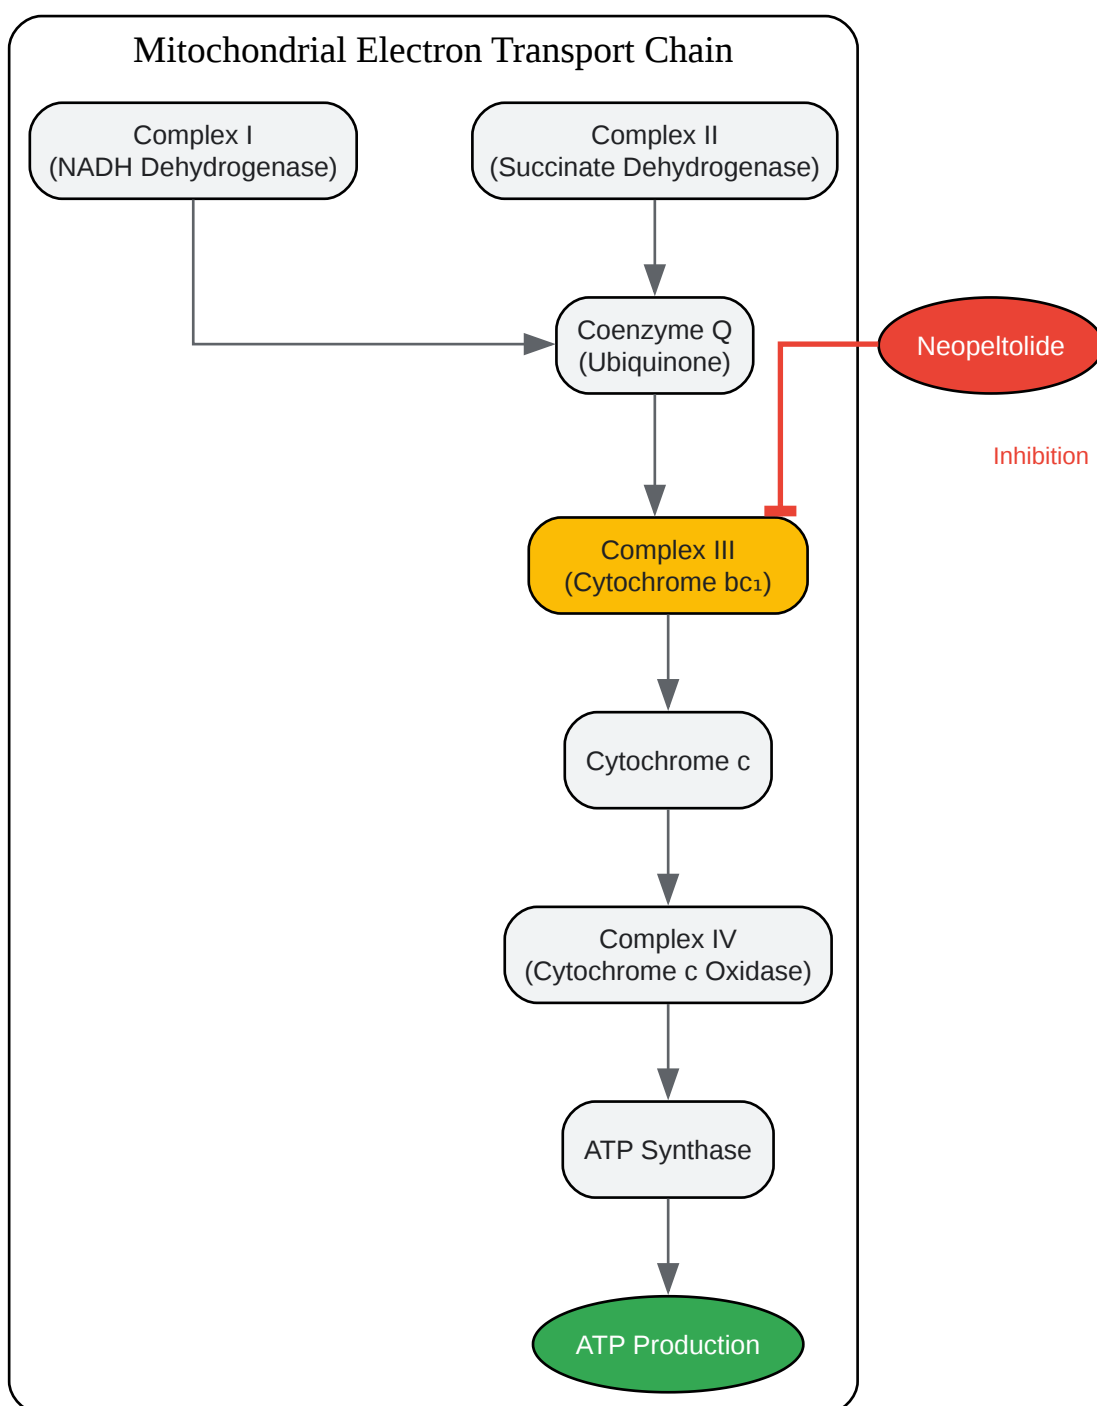 Mitochondrial Electron Transport Chain
Complex I
(NADH Dehydrogenase)
Complex II
(Succinate Dehydrogenase)
Coenzyme Q
(Ubiquinone)
Neopeltolide
Inhibition
Complex III
(Cytochrome bc₁)
Cytochrome c
Complex IV
(Cytochrome c Oxidase)
ATP Synthase
ATP Production